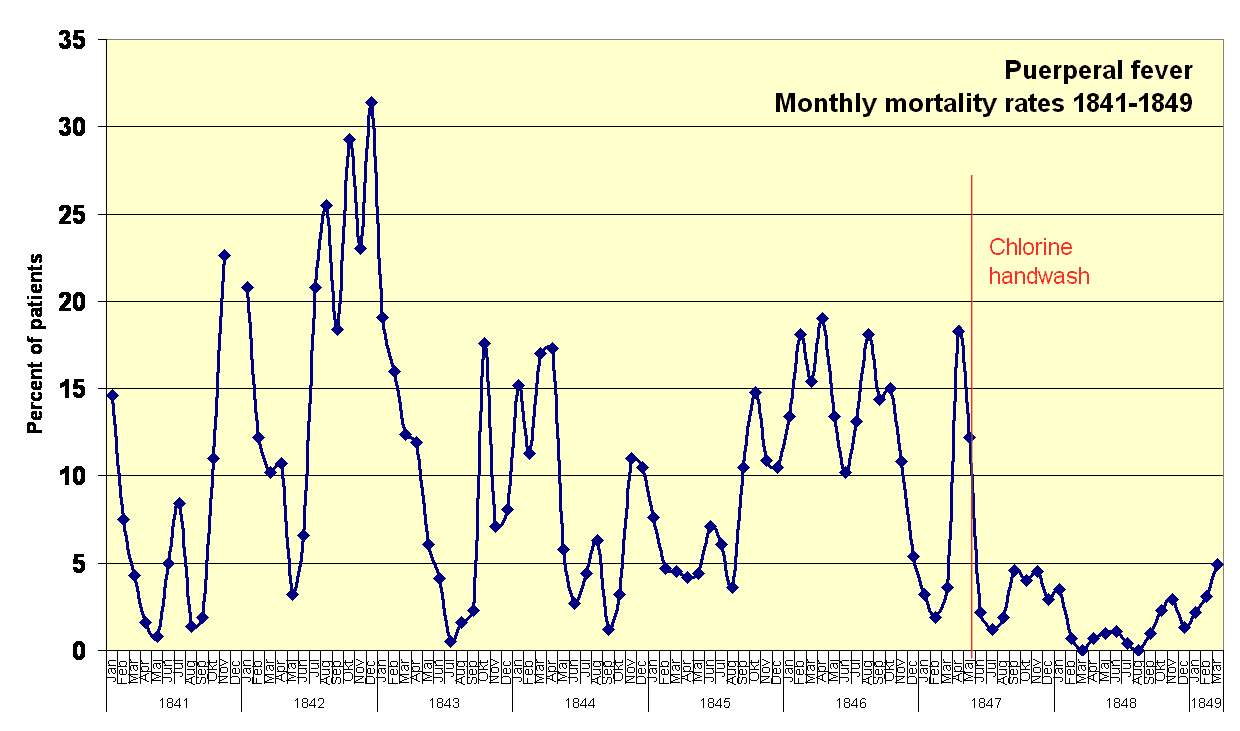 Puerperal fever
Monthly mortality rates 1841-1849
Percent of patients
35
30
25
20
15
10
5
0
Chlorine
handwash
Jan Feb Mar Apr Mai Jun Jul Aug Sep Okt Nov Dec
Jan Feb Mar Apr Mai Jun Jul Aug Sep Okt Nov Dec
Jan Feb Mar Apr Mai Jun Jul Aug Sep Okt Nov Dec
Jan Feb Mar Apr Mai Jun Jul Aug Sep Okt Nov Dec
Jan Feb Mar Apr Mai Jun Jul Aug Sep Okt Nov Dec
Jan Feb Mar Apr Mai Jun Jul Aug Sep Okt Nov Dec
Jan Feb Mar Apr Mai Jun Jul Aug Sep Okt Nov Dec
Jan Feb Mar Apr Mai Jun Jul Aug Sep Okt Nov Dec
Jan Feb Mar
1841 1842 1843 1844 1845 1846 1847 1848 1849